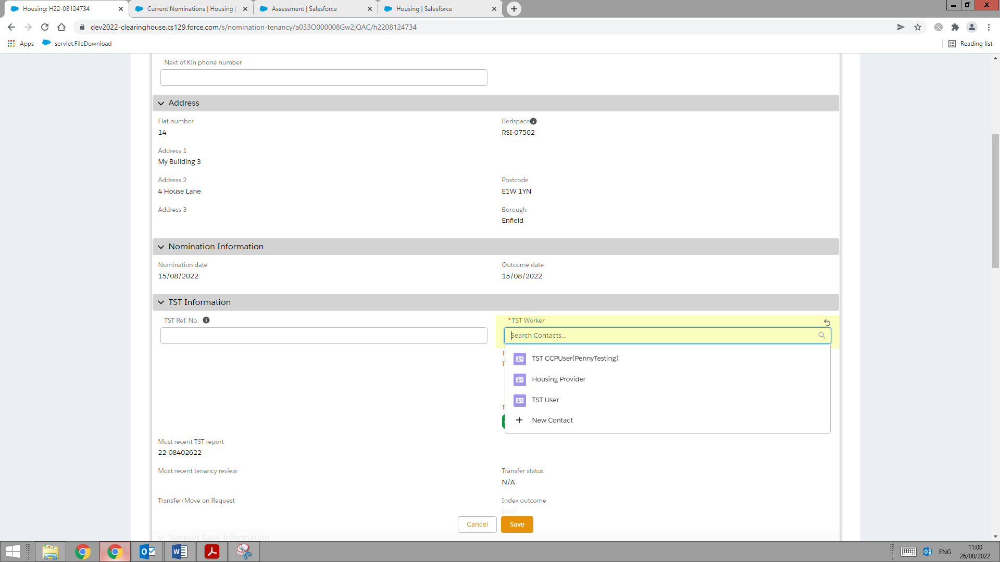 Housing: H22-08124734
Current Nominations | Housing |
Assessment | Salesforce
Housing | Salesforce
dev2022-clearinghouse.cs129.force.com/s/nomination-tenancy/a033O000008Gw2jQAC/h2208124734
Apps
servlet.FileDownload
Reading list
Next of Kin phone number
Address
Flat number
14
Bedspace
RSI-07502
Address 1
My Building 3
Address 2
4 House Lane
Postcode
E1W 1YN
Address 3
Borough
Enfield
Nomination Information
Nomination date
15/08/2022
Outcome date
15/08/2022
TST Information
TST Ref. No.
* TST Worker
Search Contacts...
T
T
TST CCPUser(PennyTesting)
Housing Provider
TST User
T
New Contact
Most recent TST report
22-08402622
Most recent tenancy review
Transfer status
N/A
Transfer/Move on Request
Index outcome
Error
Cancel
Save
Support Case Information
ENG
11:00
26/08/2022